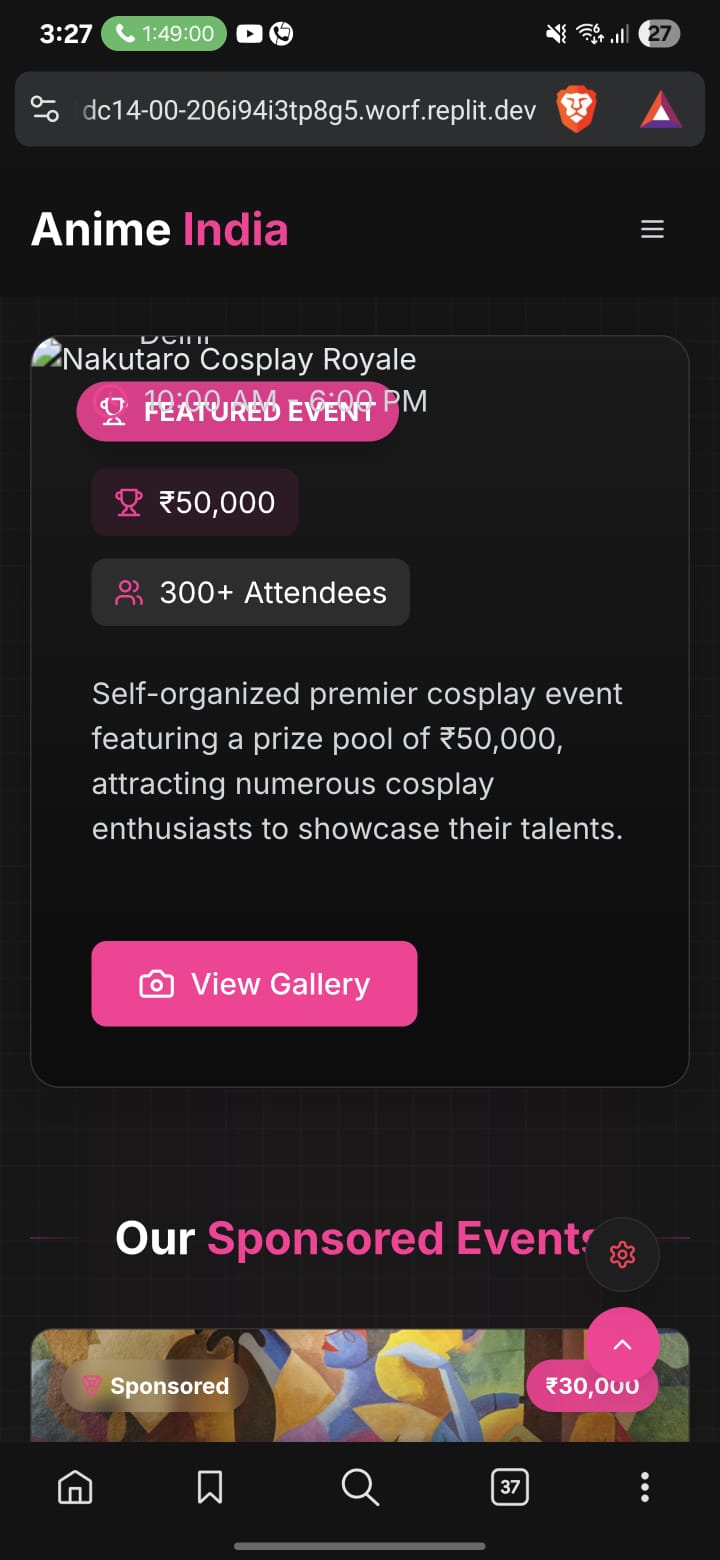 3:27
1:49:00
27
dc14-00-206i94i3tp8g5.worf.replit.dev
Anime India
Delhi
Nakutaro Cosplay Royale
10:00 AM - 6:00 PM
FEATURED EVENT
₹50,000
300+ Attendees
Self-organized premier cosplay event
featuring a prize pool of ₹50,000,
attracting numerous cosplay
enthusiasts to showcase their talents.
View Gallery
Our Sponsored Events
Sponsored
₹30,000
37